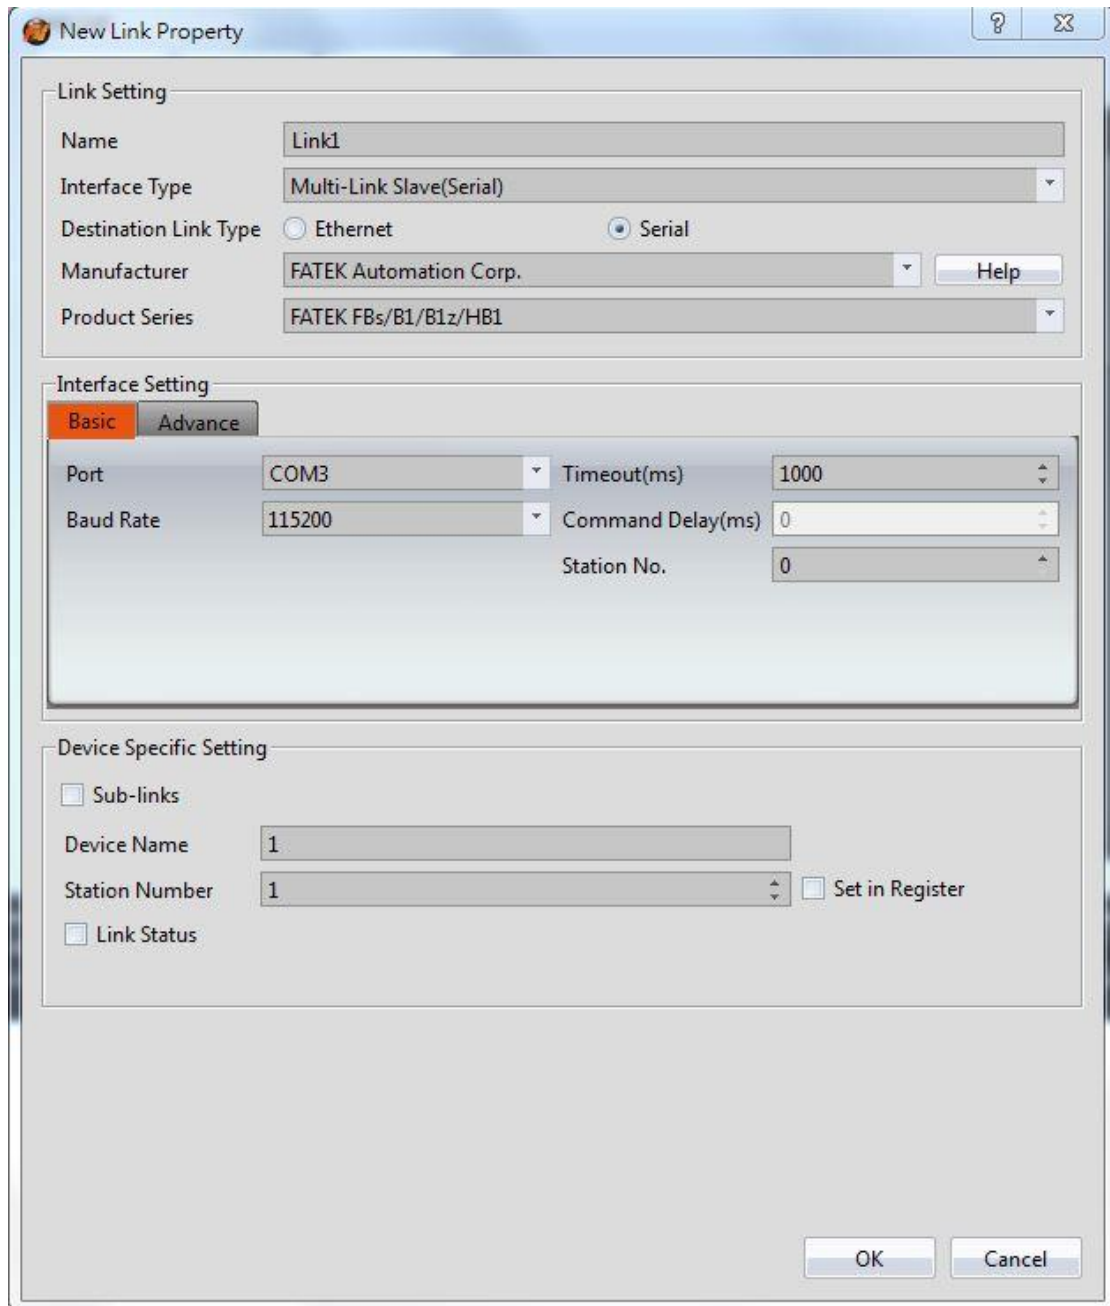 New Link Property
Link Setting
Name Link1
Interface Type Multi-Link Slave(Serial)
Destination Link Type Ethernet Serial
Manufacturer FATEK Automation Corp. Help
Product Series FATEK FBs/B1/B1z/HB1
Interface Setting
Basic Advance
Port COM3 Timeout(ms) 1000
Baud Rate 115200 Command Delay(ms) 0
Station No. 0
Device Specific Setting
Sub-links
Device Name 1
Station Number 1 Set in Register
Link Status
OK Cancel